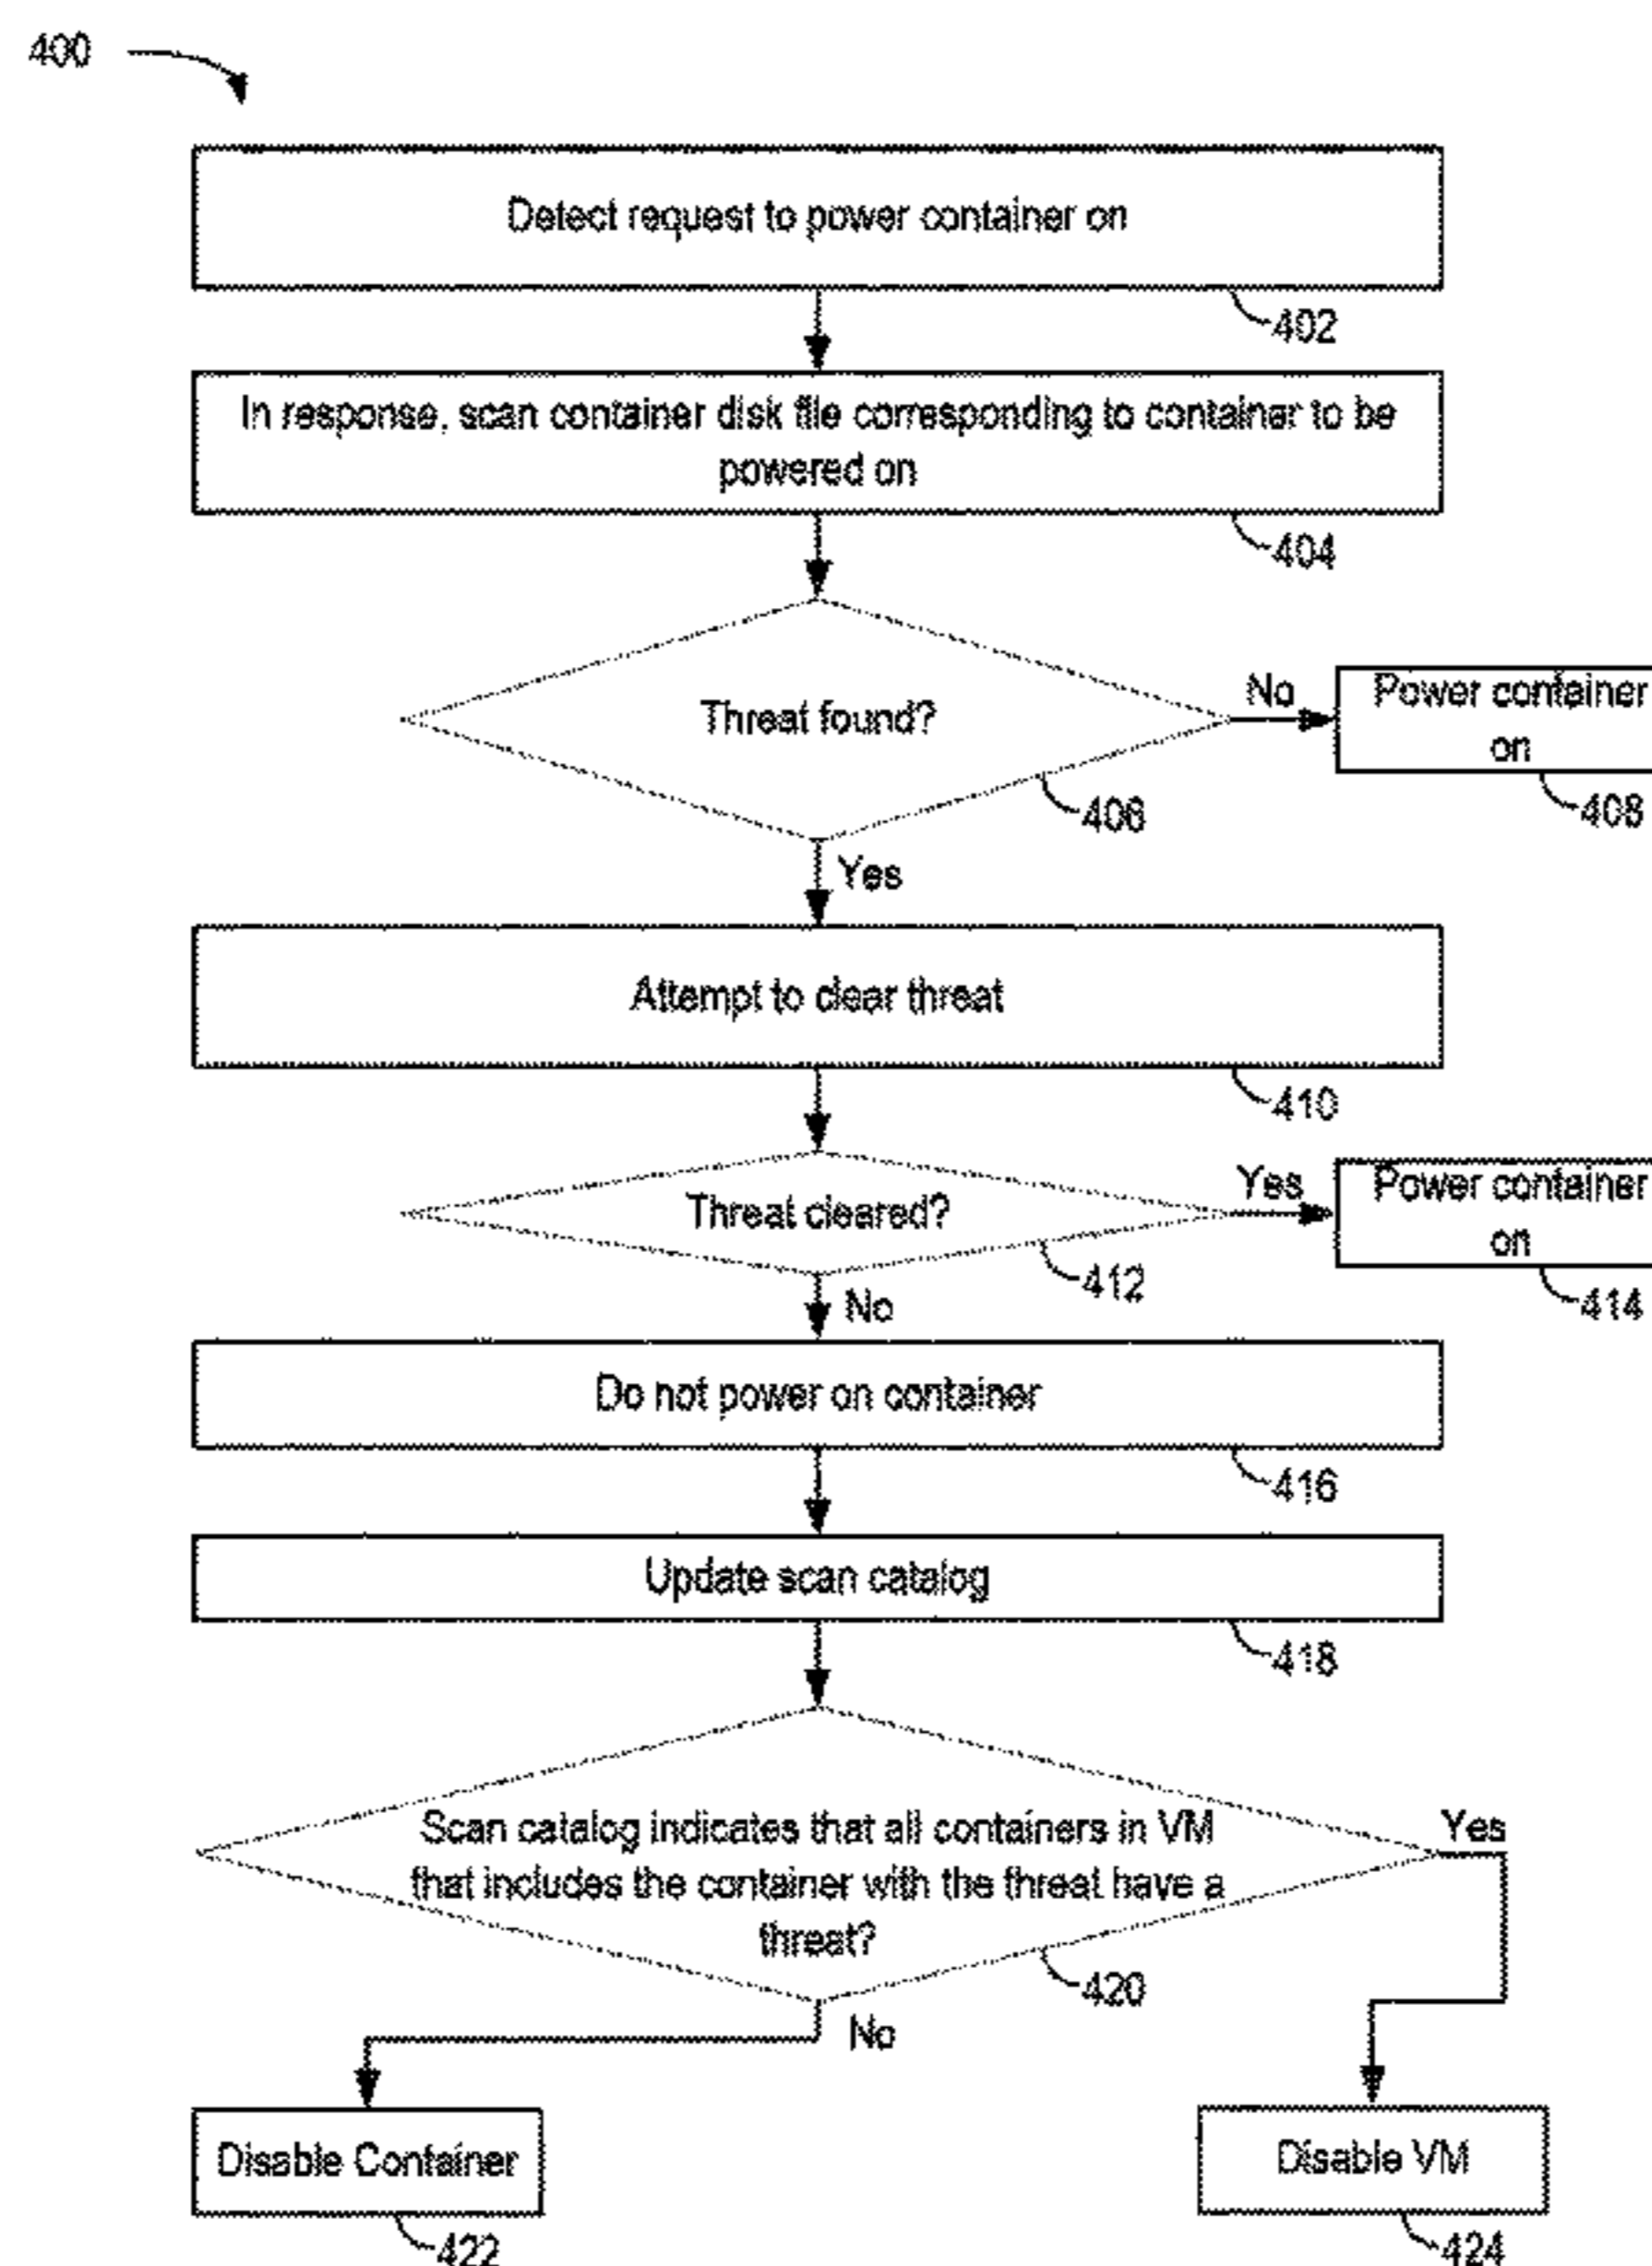 400
Detect request to power container on
402
In response, scan container disk file corresponding to container to be
powered on
404
Threat found?
No
Power container
on
406
408
Yes
Attempt to clear threat
410
Threat cleared?
Yes
Power container
on
412
414
No
Do not power on container
416
Update scan catalog
418
Scan catalog indicates that all containers in VM
that includes the container with the threat have a
threat?
Yes
420
No
Disable Container
422
Disable VM
424